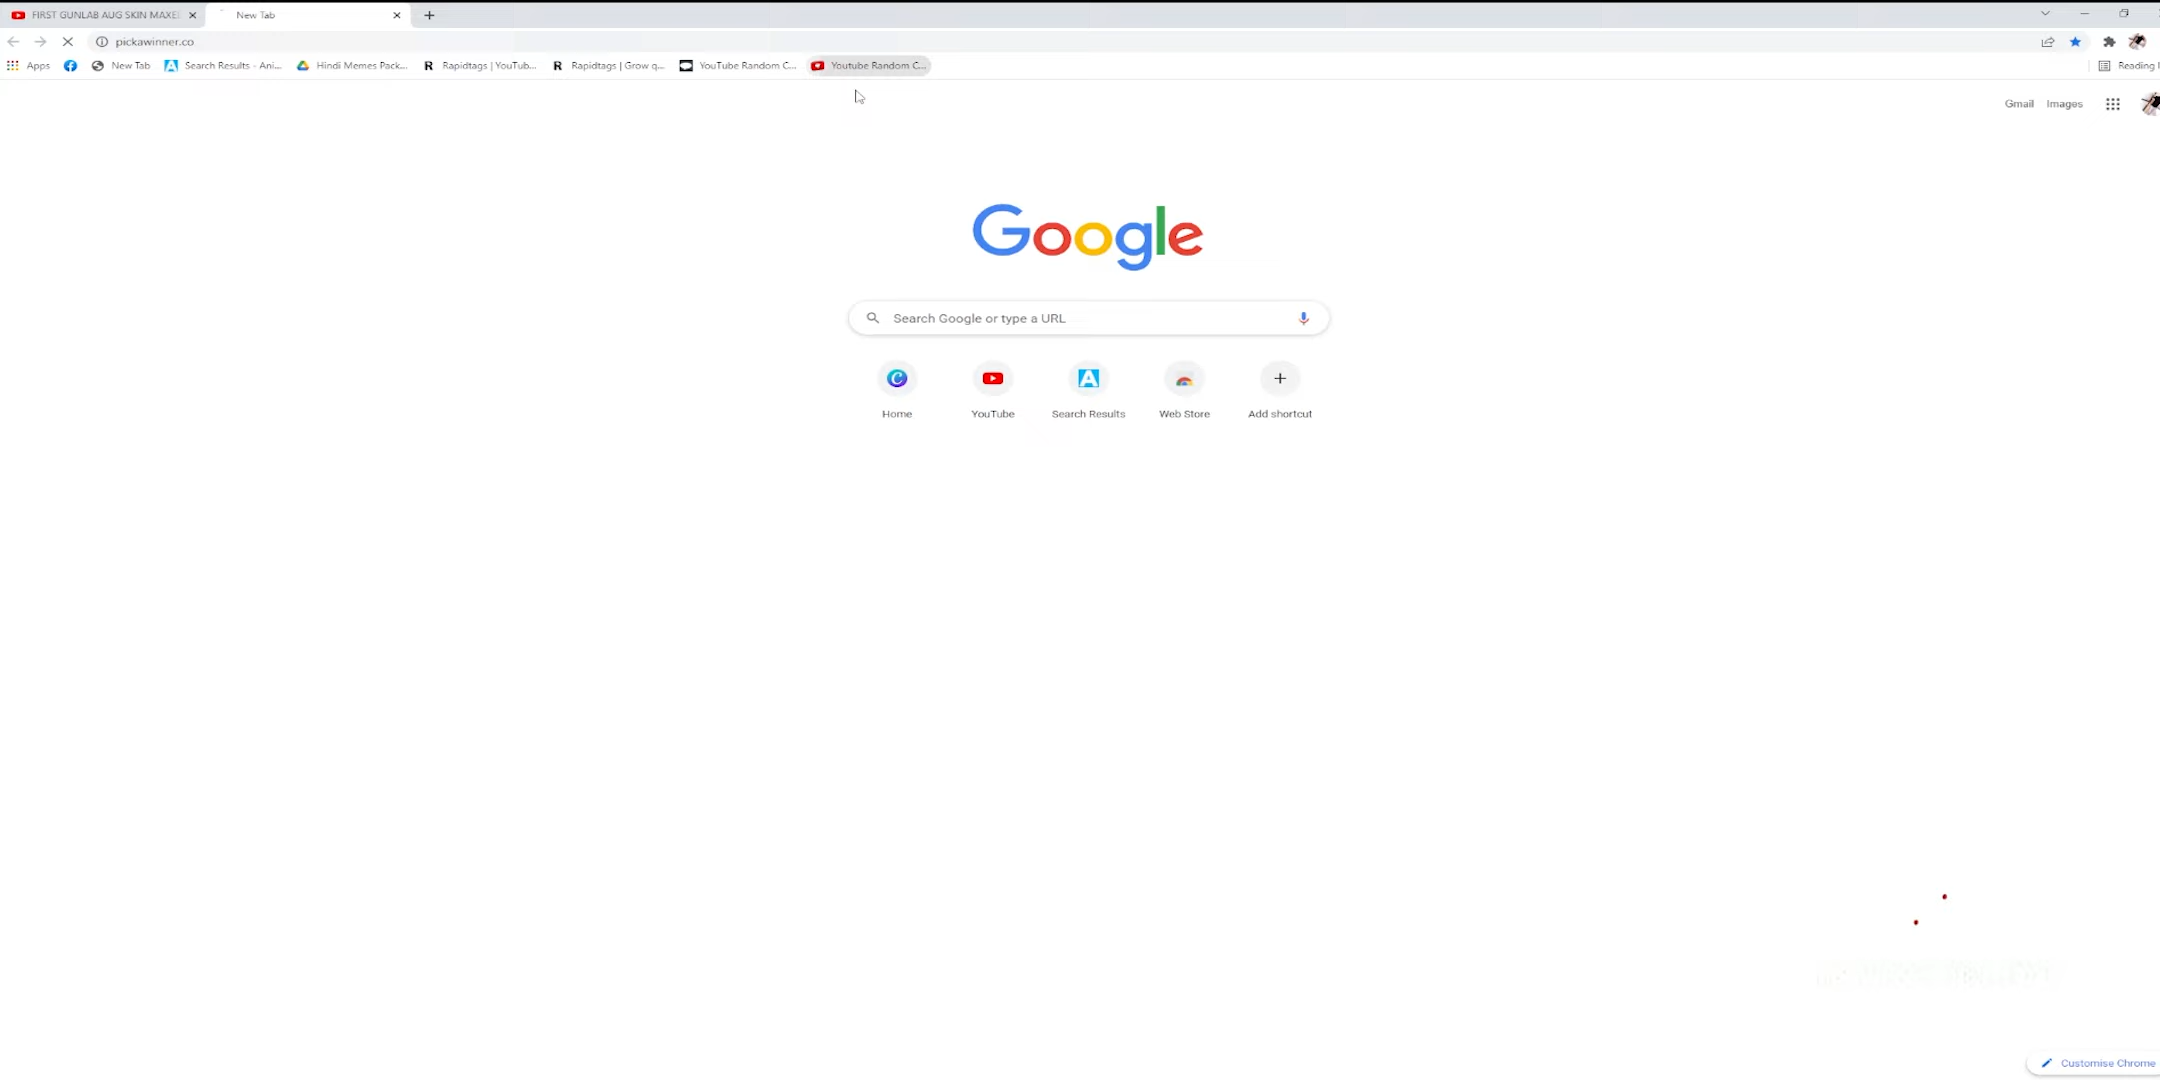 FIRST GUNLAB AUG SKIN MAXE
New Tab
pickawinner.co
Apps
New Tab
Search Results - Ani...
Hindi Memes Pack...
Rapidtags | YouTub...
Rapidtags | Grow q...
YouTube Random C...
Youtube Random C...
Reading
Gmail
Images
Google
Search Google or type a URL
Home
YouTube
Search Results
Web Store
Add shortcut
Customise Chrome